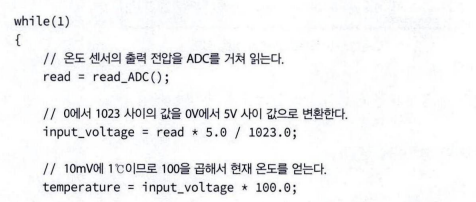 while(1)
{
// 온도 센서의 출력 전압을 ADC를 거쳐 읽는다.
read = read_ADC();
// 0에서 1023 사이의 값을 0V에서 5V 사이 값으로 변환한다.
input_voltage = read * 5.0 / 1023.0;
// 10mV에 1℃이므로 100을 곱해서 현재 온도를 얻는다.
temperature = input_voltage * 100.0;